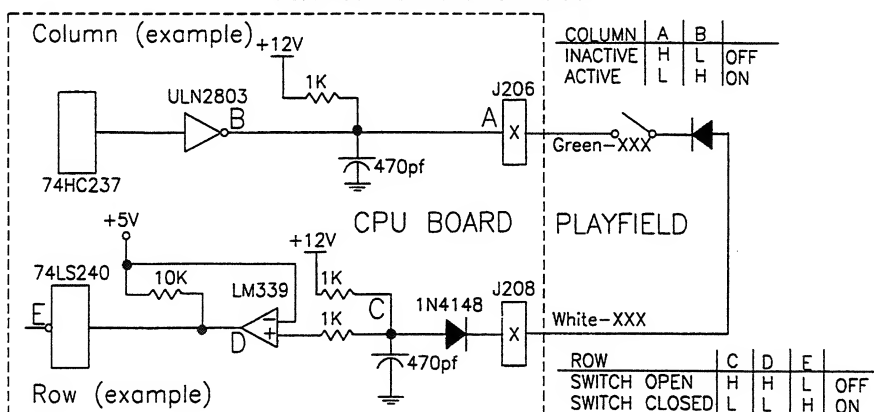 Column (example)
+12V
1K
ULN2803
B
74HC237
470pf
A
J206
X
Green-XXX
COLUMN A B
INACTIVE H L OFF
ACTIVE L H ON
CPU BOARD
PLAYFIELD
+5V
+12V
74LS240
10K
LM339
1K
1K
C
1N4148
J208
X
White-XXX
E
D
-
+
470pf
Row (example)
ROW C D E
SWITCH OPEN H H L OFF
SWITCH CLOSED L L H ON